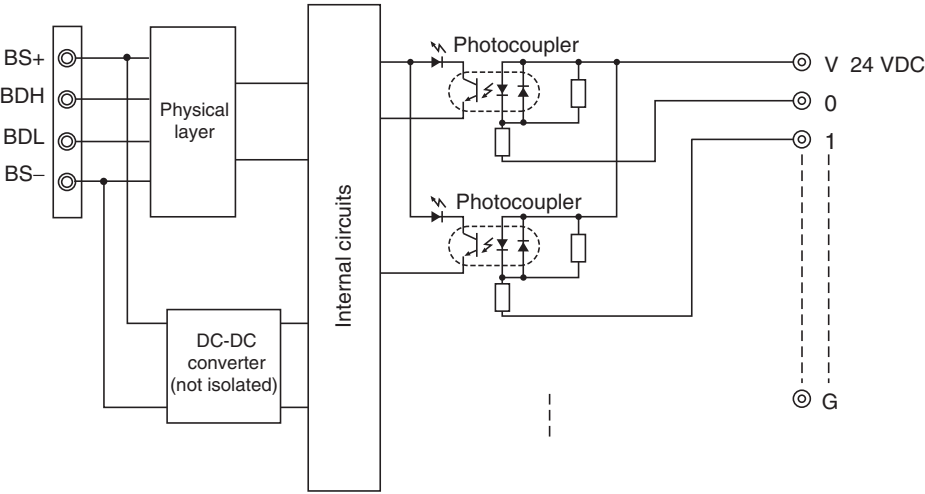 BS+
BDH
BDL
BS–
Physical
layer
DC-DC
converter
(not isolated)
Internal circuits
Photocoupler
Photocoupler
V 24 VDC
0
1
G